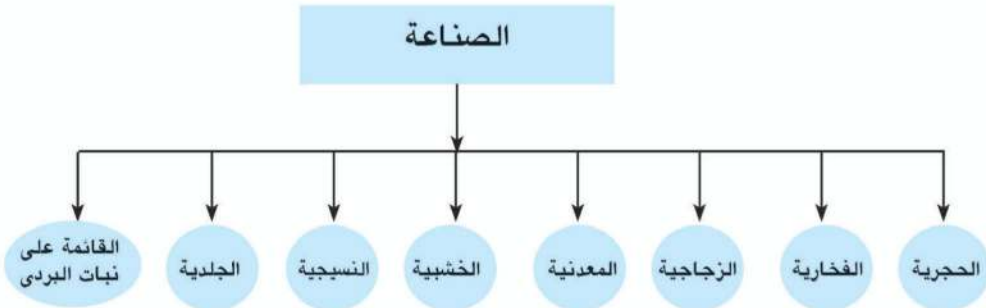 الصناعة
الحجرية
الفخارية
الزجاجية
المعدنية
الخشبية
النسيجية
الجلدية
القائمة على
نبات البردى